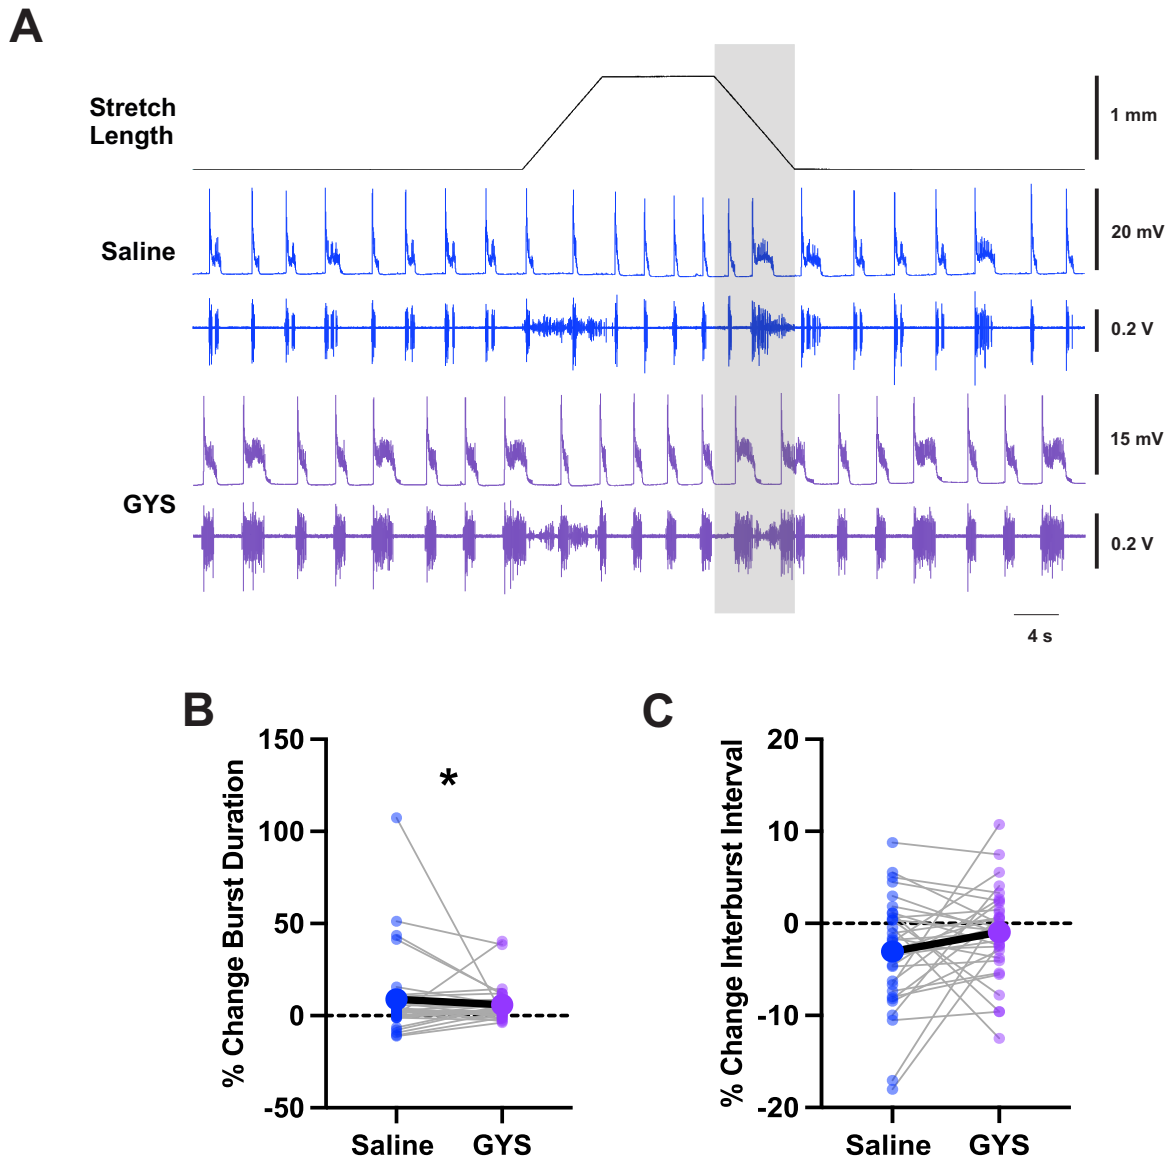 A
Stretch
Length
1 mm
Saline
20 mV
0.2 V
15 mV
GYS
0.2 V
4 s
B
% Change Burst Duration
150
100
50
0
-50
*
Saline
GYS
C
% Change Interburst Interval
20
10
0
-10
-20
Saline
GYS